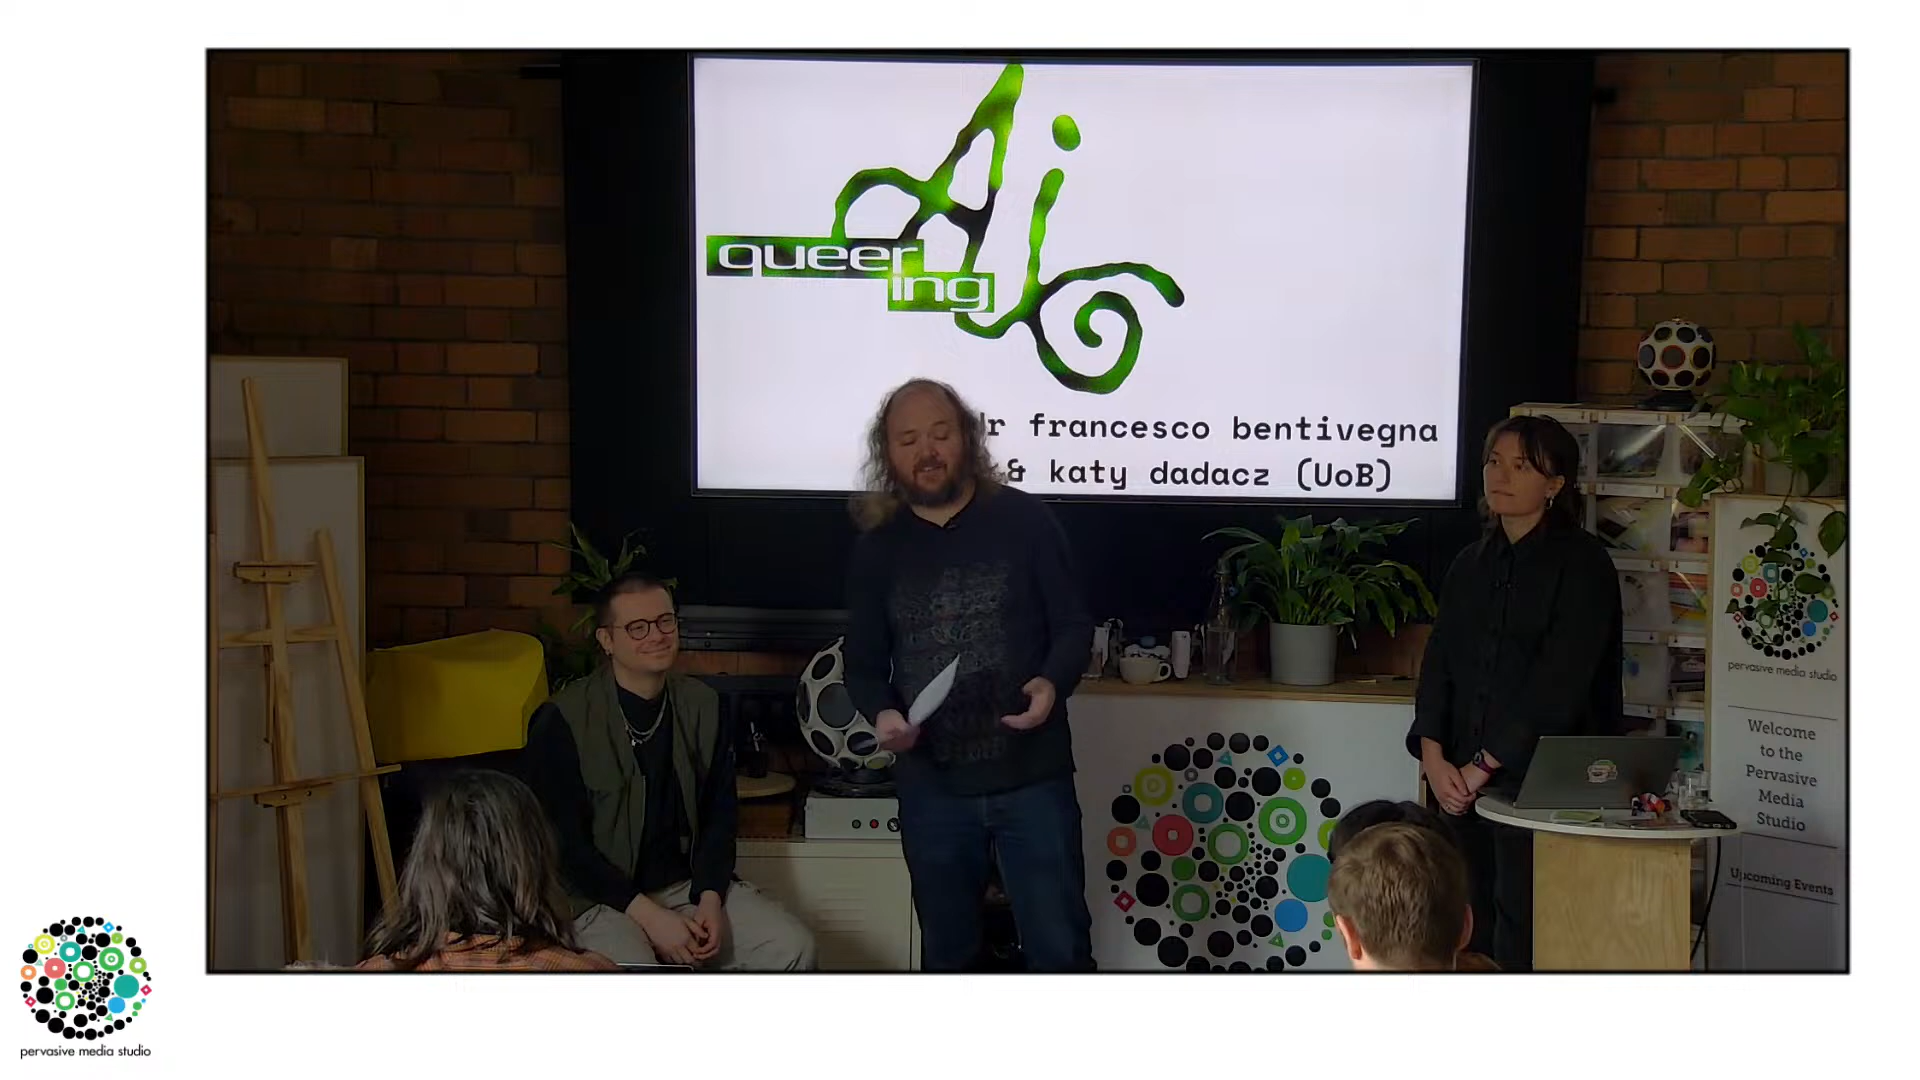 Ai
queer
ing
dr francesco bentivegna
& katy dadacz (UoB)
pervasive media studio
Welcome
to the
Pervasive
Media
Studio
Upcoming Events
pervasive media studio